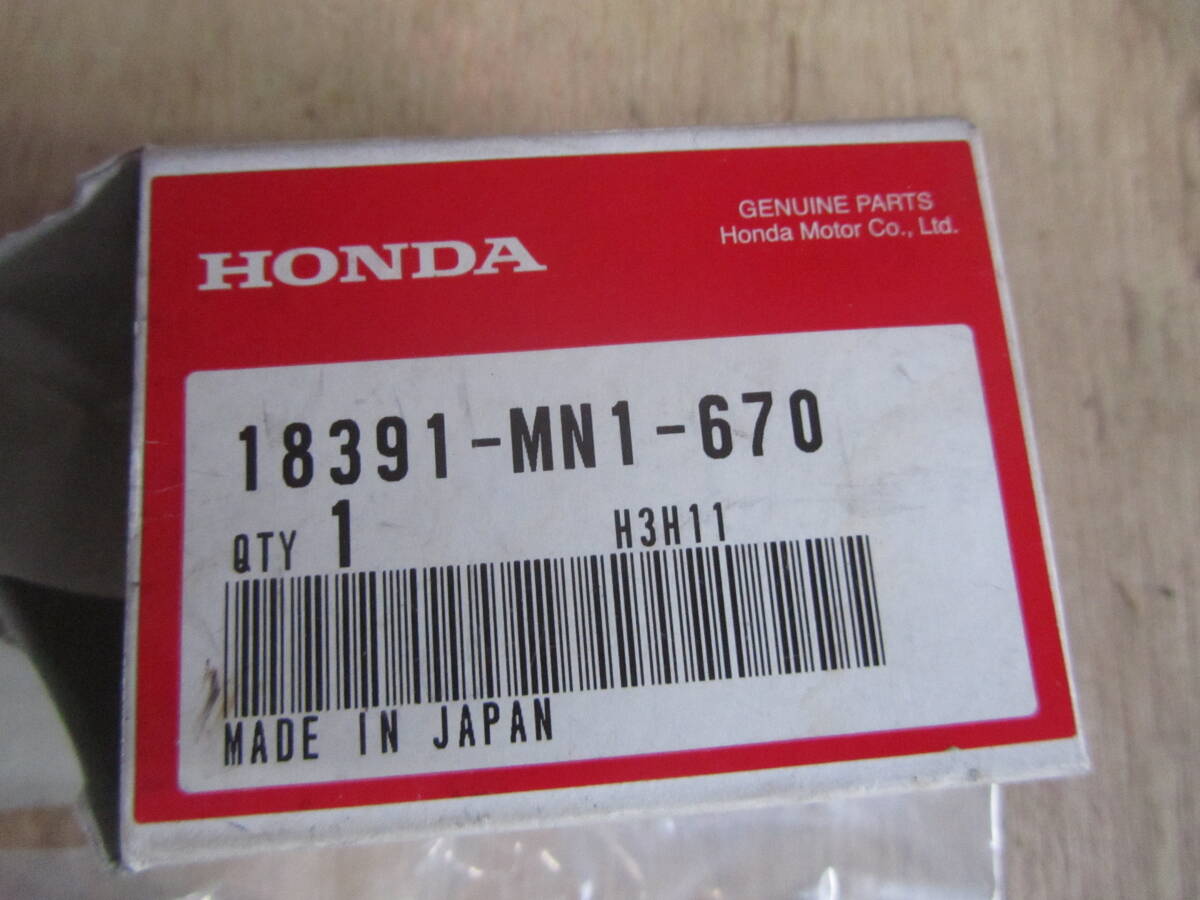 HONDA
GENUINE PARTS
Honda Motor Co., Ltd.
18391-MN1-670
QTY 1 H3H11
MADE IN JAPAN